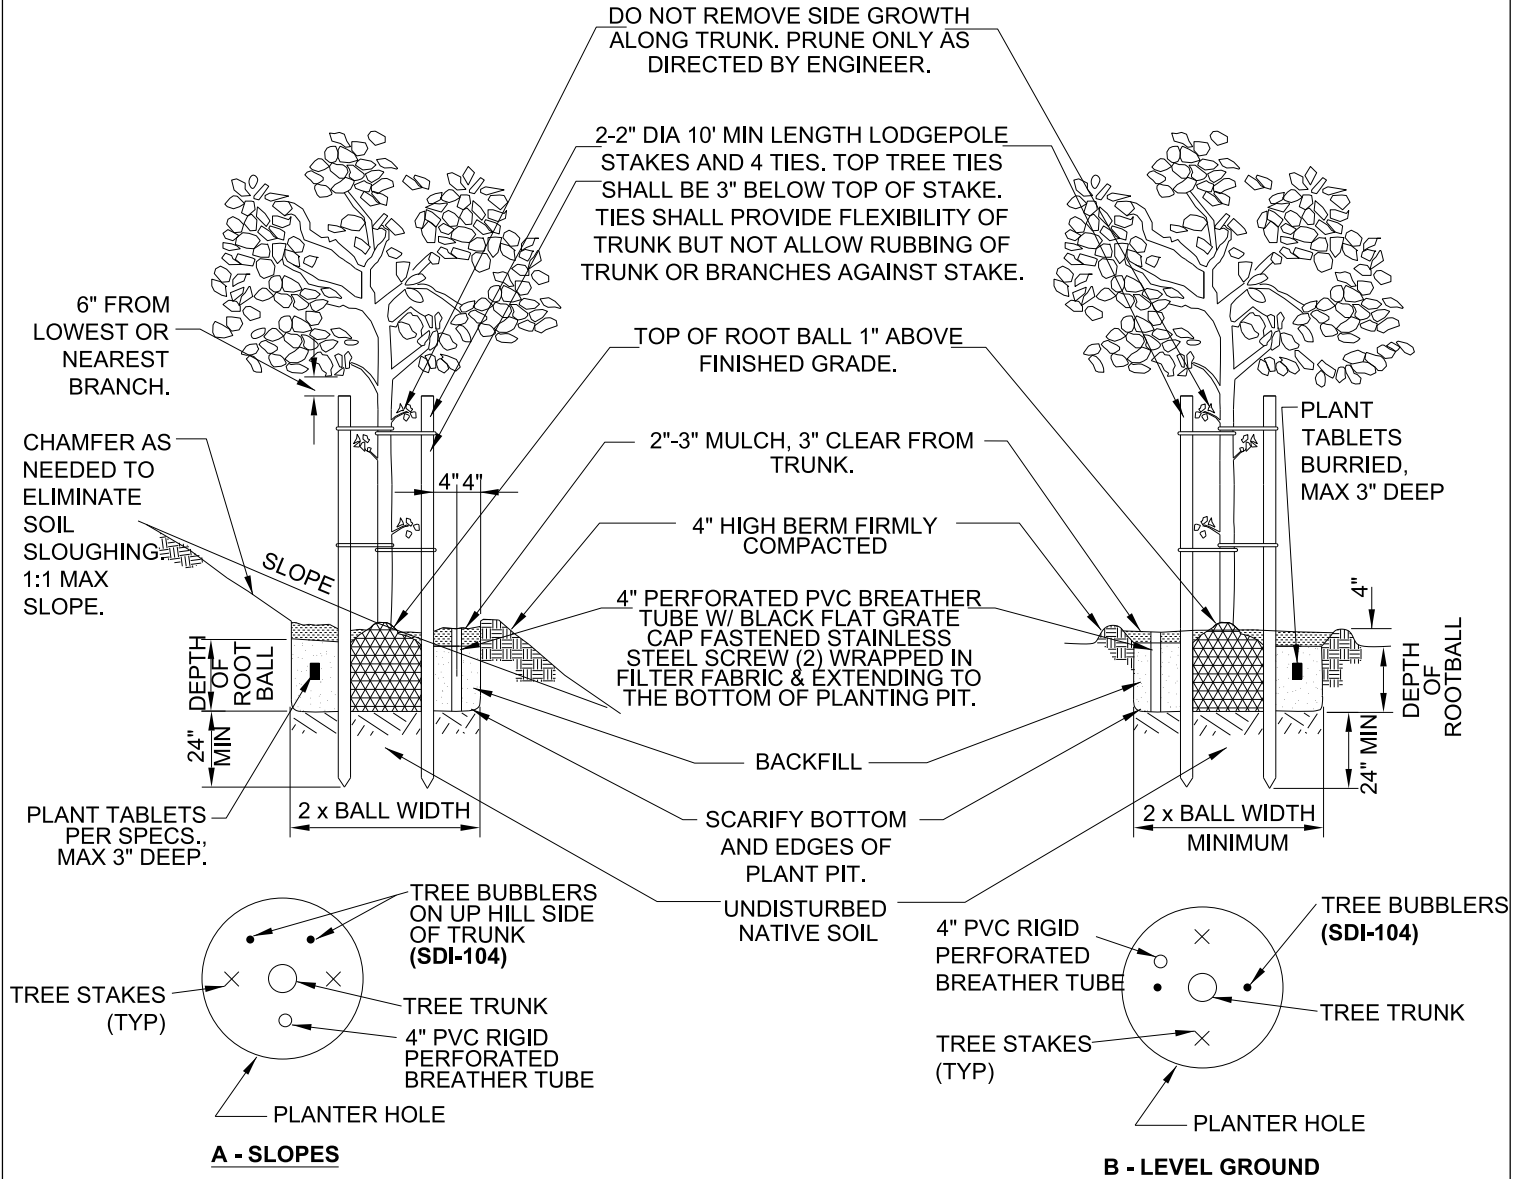 DO NOT REMOVE SIDE GROWTH
ALONG TRUNK. PRUNE ONLY AS
DIRECTED BY ENGINEER.
2-2" DIA 10' MIN LENGTH LODGEPOLE
STAKES AND 4 TIES. TOP TREE TIES
SHALL BE 3" BELOW TOP OF STAKE.
TIES SHALL PROVIDE FLEXIBILITY OF
TRUNK BUT NOT ALLOW RUBBING OF
TRUNK OR BRANCHES AGAINST STAKE.
6" FROM
LOWEST OR
NEAREST
BRANCH.
TOP OF ROOT BALL 1" ABOVE
FINISHED GRADE.
CHAMFER AS
NEEDED TO
ELIMINATE
SOIL
SLOUGHING.
1:1 MAX
SLOPE.
2"-3" MULCH, 3" CLEAR FROM
TRUNK.
PLANT
TABLETS
BURRIED,
MAX 3" DEEP
4" 4"
4" HIGH BERM FIRMLY
COMPACTED
SLOPE
4" PERFORATED PVC BREATHER
TUBE W/ BLACK FLAT GRATE
CAP FASTENED STAINLESS
STEEL SCREW (2) WRAPPED IN
FILTER FABRIC & EXTENDING TO
THE BOTTOM OF PLANTING PIT.
4"
DEPTH
OF
ROOT
BALL
DEPTH
OF
ROOTBALL
24"
MIN
24" MIN
BACKFILL
PLANT TABLETS
PER SPECS.,
MAX 3" DEEP.
2 x BALL WIDTH
SCARIFY BOTTOM
AND EDGES OF
PLANT PIT.
2 x BALL WIDTH
MINIMUM
UNDISTURBED
NATIVE SOIL
TREE BUBBLERS
ON UP HILL SIDE
OF TRUNK
(SDI-104)
TREE STAKES
(TYP)
TREE TRUNK
4" PVC RIGID
PERFORATED
BREATHER TUBE
PLANTER HOLE
A - SLOPES
4" PVC RIGID
PERFORATED
BREATHER TUBE
TREE BUBBLERS
(SDI-104)
TREE TRUNK
TREE STAKES
(TYP)
PLANTER HOLE
B - LEVEL GROUND